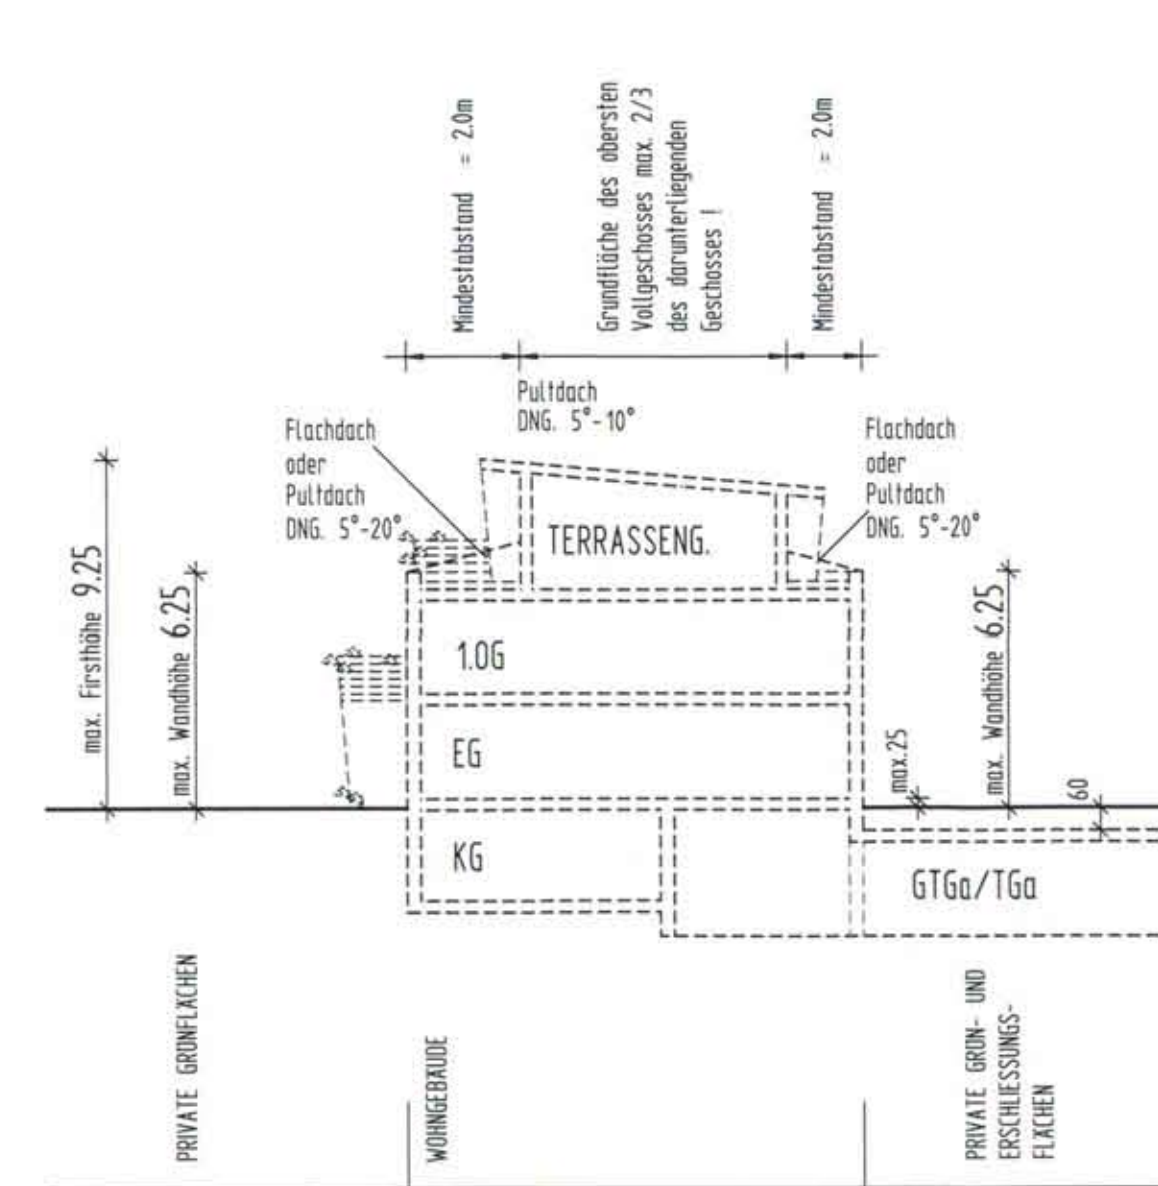 Mindestabstand = 2.0m
Grundfläche des obersten
Vollgeschosses max. 2/3
des darunterliegenden
Geschosses !
Mindestabstand = 2.0m
Pultdach
DNG. 5°-10°
Flachdach
oder
Pultdach
DNG. 5°-20°
Flachdach
oder
Pultdach
DNG. 5°-20°
TERRASSENG.
max. Firsthöhe 9.25
max. Wandhöhe 6.25
1.OG
EG
KG
max.25
max. Wandhöhe 6.25
60
GTGa/TGa
PRIVATE GRÜNFLÄCHEN
WOHNGEBÄUDE
PRIVATE GRÜN- UND
ERSCHLIESSUNGS-
FLÄCHEN